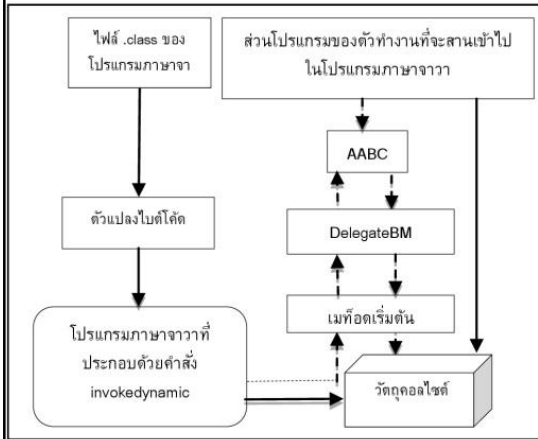 ไฟล์ .class ของ
โปรแกรมภาษาจา
ส่วนโปรแกรมของตัวทำงานที่จะสานเข้าไป
ในโปรแกรมภาษาจาวา
AABC
ตัวแปลงไบต์โค้ด
DelegateBM
เมท็อดเริ่มต้น
โปรแกรมภาษาจาวาที่
ประกอบด้วยคำสั่ง
invokedynamic
วัตถุคอลไซต์